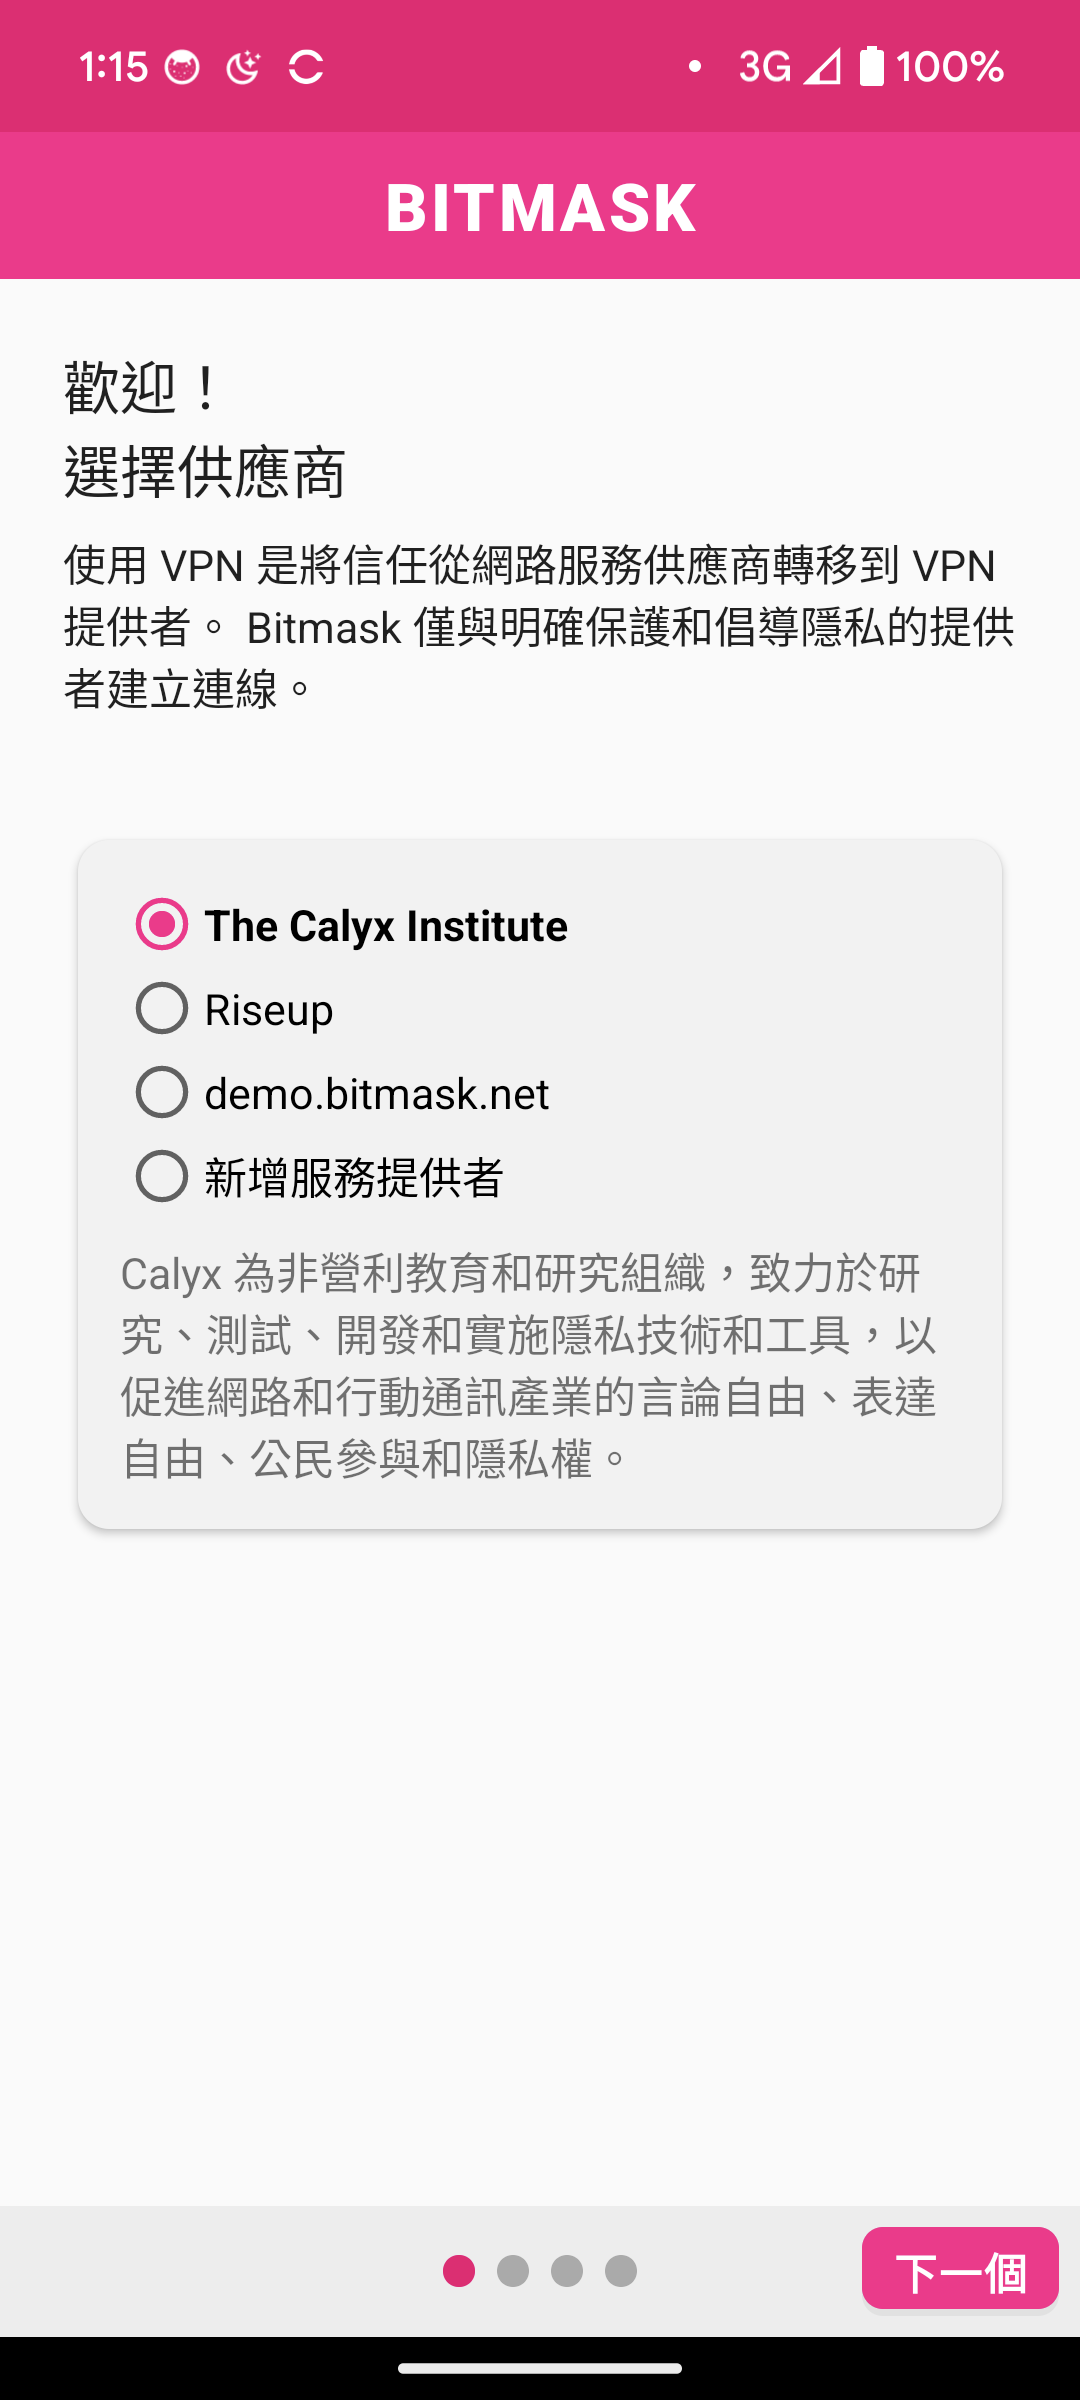 1:15 3G 100%
BITMASK
歡迎！
選擇供應商
使用 VPN 是將信任從網路服務供應商轉移到 VPN
提供者。 Bitmask 僅與明確保護和倡導隱私的提供
者建立連線。
The Calyx Institute
Riseup
demo.bitmask.net
新增服務提供者
Calyx 為非營利教育和研究組織，致力於研
究、測試、開發和實施隱私技術和工具，以
促進網路和行動通訊產業的言論自由、表達
自由、公民參與和隱私權。
下一個